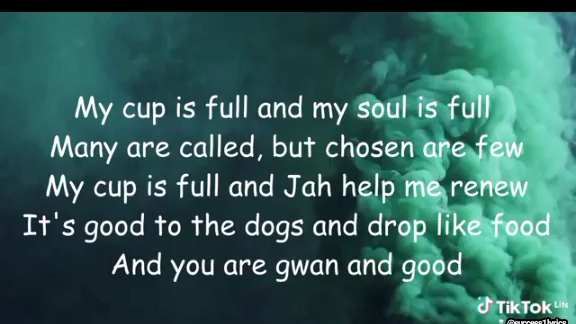 My cup is full and my soul is full
Many are called, but chosen are few
My cup is full and Jah help me renew
It's good to the dogs and drop like food
And you are gwan and good
TikTok Lite
@success1lyrics